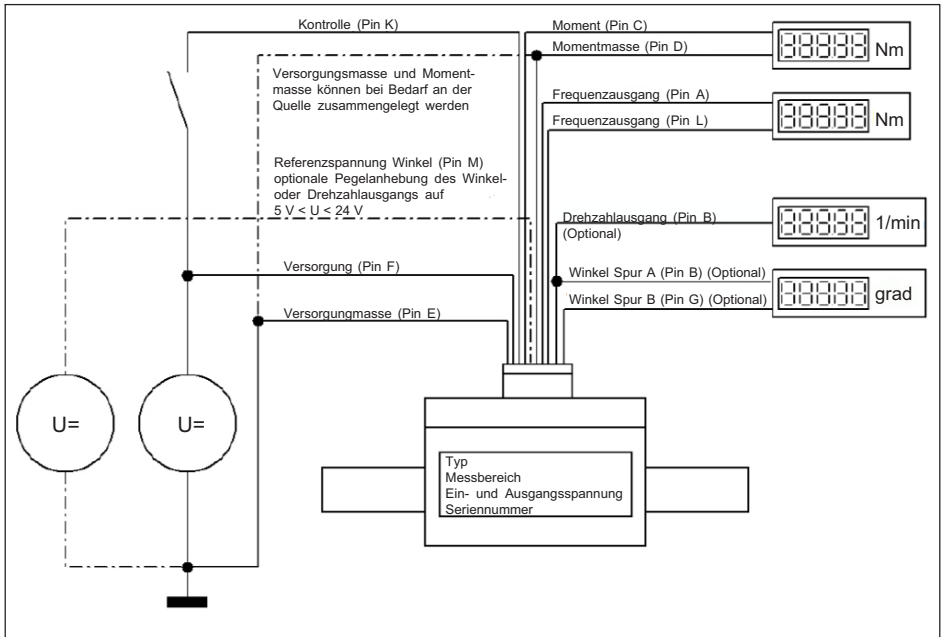 Kontrolle (Pin K)
Moment (Pin C)
Momentmasse (Pin D)
Nm
Versorgungsmasse und Moment-
masse können bei Bedarf an der
Quelle zusammengelegt werden
Frequenzausgang (Pin A)
Frequenzausgang (Pin L)
Nm
Referenzspannung Winkel (Pin M)
optionale Pegelanhebung des Winkel-
oder Drehzahlausgangs auf
5 V < U < 24 V
Drehzahlausgang (Pin B)
(Optional)
1/min
Versorgung (Pin F)
Winkel Spur A (Pin B) (Optional)
Winkel Spur B (Pin G) (Optional)
grad
Versorgungmasse (Pin E)
U=
U=
Typ
Messbereich
Ein- und Ausgangsspannung
Seriennummer